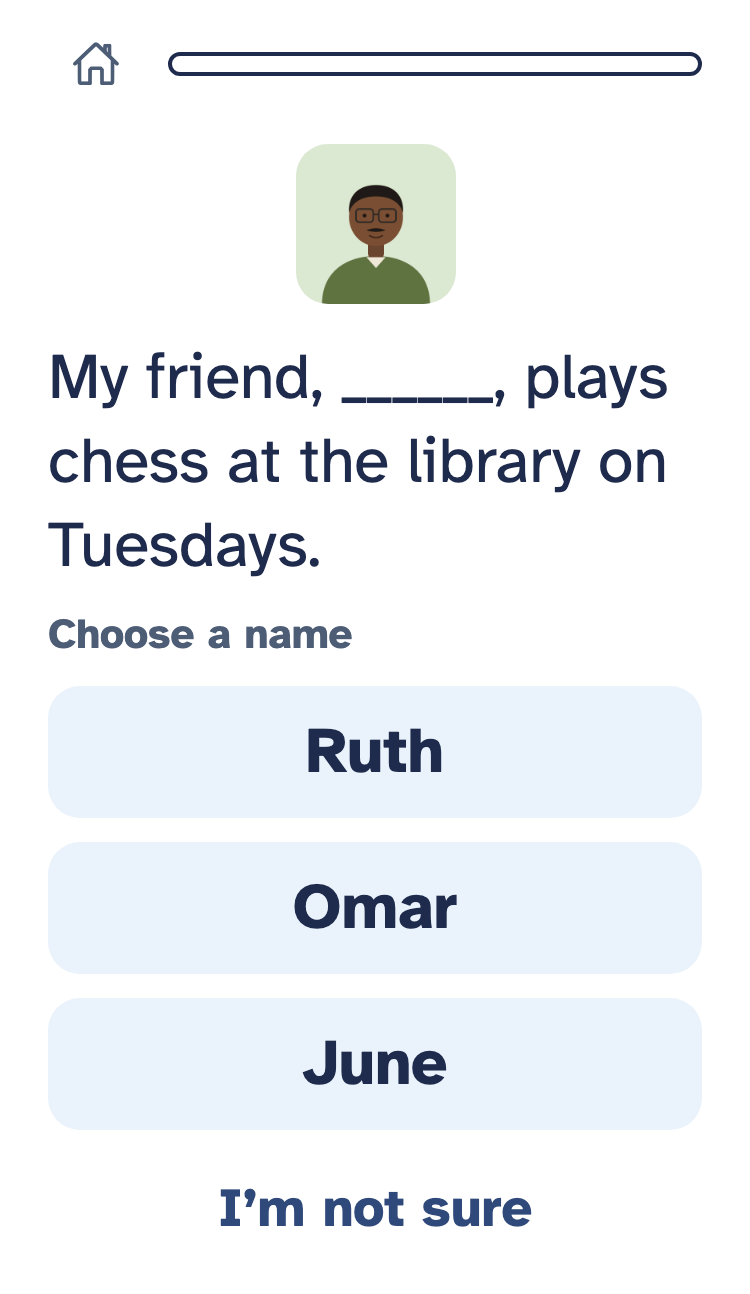 My friend, ______, plays
chess at the library on
Tuesdays.
Choose a name
Ruth
Omar
June
I’m not sure